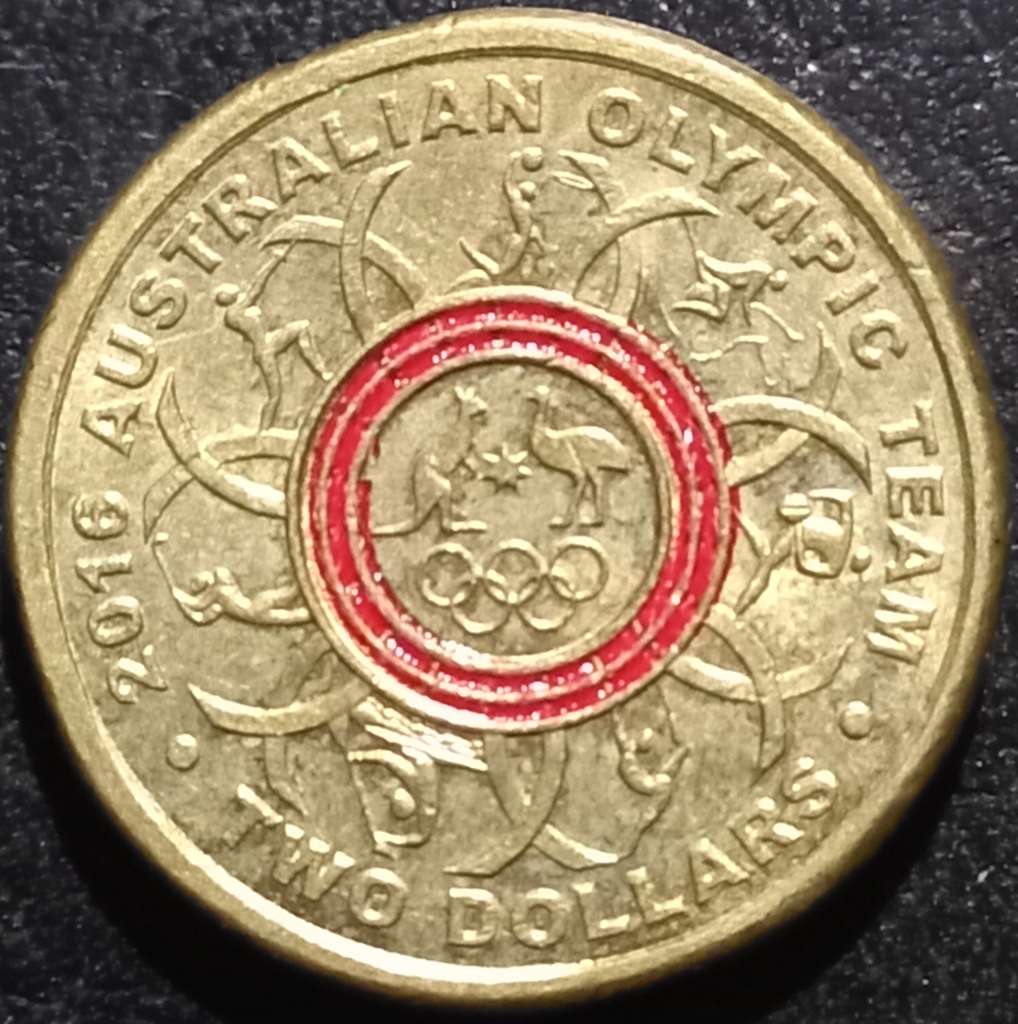 2016 AUSTRALIAN OLYMPIC TEAM
• TWO DOLLARS •